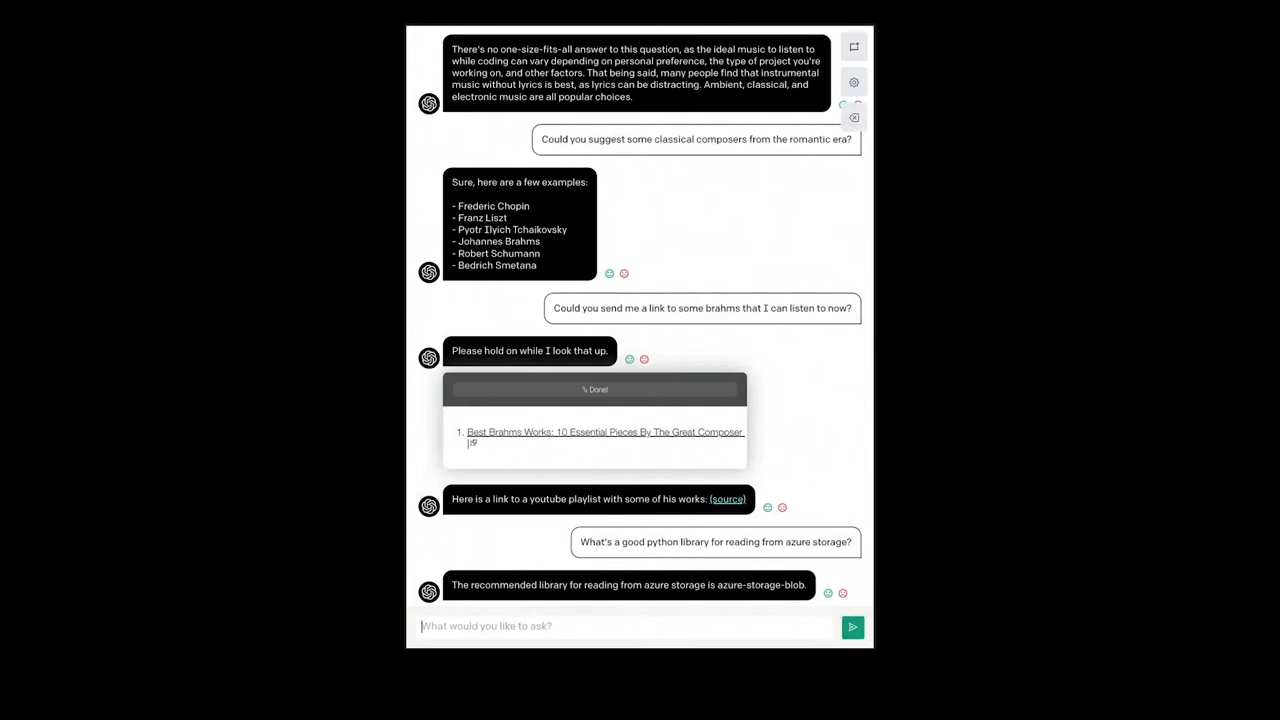 There's no one-size-fits-all answer to this question, as the ideal music to listen to
while coding can vary depending on personal preference, the type of project you're
working on, and other factors. That being said, many people find that instrumental
music without lyrics is best, as lyrics can be distracting. Ambient, classical, and
electronic music are all popular choices.
Could you suggest some classical composers from the romantic era?
Sure, here are a few examples:
- Frederic Chopin
- Franz Liszt
- Pyotr Ilyich Tchaikovsky
- Johannes Brahms
- Robert Schumann
- Bedrich Smetana
Could you send me a link to some brahms that I can listen to now?
Please hold on while I look that up.
Done!
1. Best Brahms Works: 10 Essential Pieces By The Great Composer
|
Here is a link to a youtube playlist with some of his works: (source)
What's a good python library for reading from azure storage?
The recommended library for reading from azure storage is azure-storage-blob.
What would you like to ask?